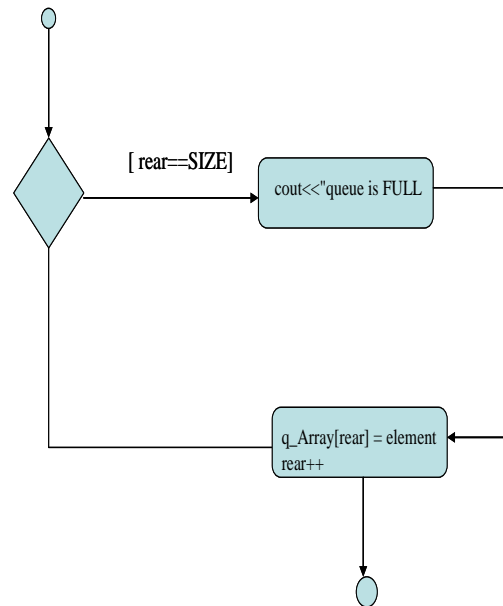 [ rear==SIZE]
cout<<"queue is FULL
q_Array[rear] = element
rear++